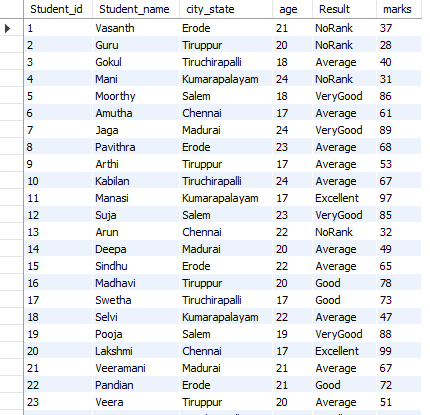 Student_id Student_name city_state age Result marks
1 Vasanth Erode 21 NoRank 37
2 Guru Tiruppur 20 NoRank 28
3 Gokul Tiruchirapalli 18 Average 40
4 Mani Kumarapalayam 24 NoRank 31
5 Moorthy Salem 18 VeryGood 86
6 Amutha Chennai 17 Average 61
7 Jaga Madurai 24 VeryGood 89
8 Pavithra Erode 23 Average 68
9 Arthi Tiruppur 17 Average 53
10 Kabilan Tiruchirapalli 24 Average 67
11 Manasi Kumarapalayam 17 Excellent 97
12 Suja Salem 23 VeryGood 85
13 Arun Chennai 22 NoRank 32
14 Deepa Madurai 20 Average 49
15 Sindhu Erode 22 Average 65
16 Madhavi Tiruppur 20 Good 78
17 Swetha Tiruchirapalli 17 Good 73
18 Selvi Kumarapalayam 22 Average 47
19 Pooja Salem 19 VeryGood 88
20 Lakshmi Chennai 17 Excellent 99
21 Veeramani Madurai 21 Average 67
22 Pandian Erode 21 Good 72
23 Veera Tiruppur 20 Average 51